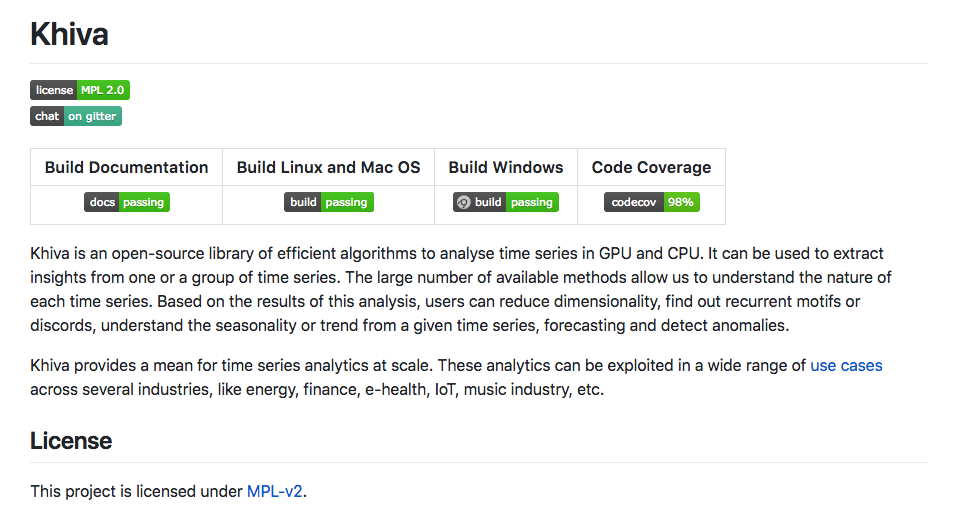 Khiva
license MPL 2.0
chat on gitter
Build Documentation Build Linux and Mac OS Build Windows Code Coverage
docs passing build passing build passing codecov 98%
Khiva is an open-source library of efficient algorithms to analyse time series in GPU and CPU. It can be used to extract
insights from one or a group of time series. The large number of available methods allow us to understand the nature of
each time series. Based on the results of this analysis, users can reduce dimensionality, find out recurrent motifs or
discords, understand the seasonality or trend from a given time series, forecasting and detect anomalies.
Khiva provides a mean for time series analytics at scale. These analytics can be exploited in a wide range of use cases
across several industries, like energy, finance, e-health, IoT, music industry, etc.
License
This project is licensed under MPL-v2.